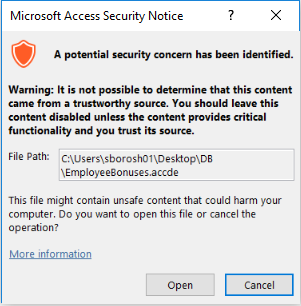 Microsoft Access Security Notice
A potential security concern has been identified.
Warning: It is not possible to determine that this content
came from a trustworthy source. You should leave this
content disabled unless the content provides critical
functionality and you trust its source.
File Path:
C:\Users\sborosh01\Desktop\DB
\EmployeeBonuses.accde
This file might contain unsafe content that could harm your
computer. Do you want to open this file or cancel the
operation?
More information
Open
Cancel